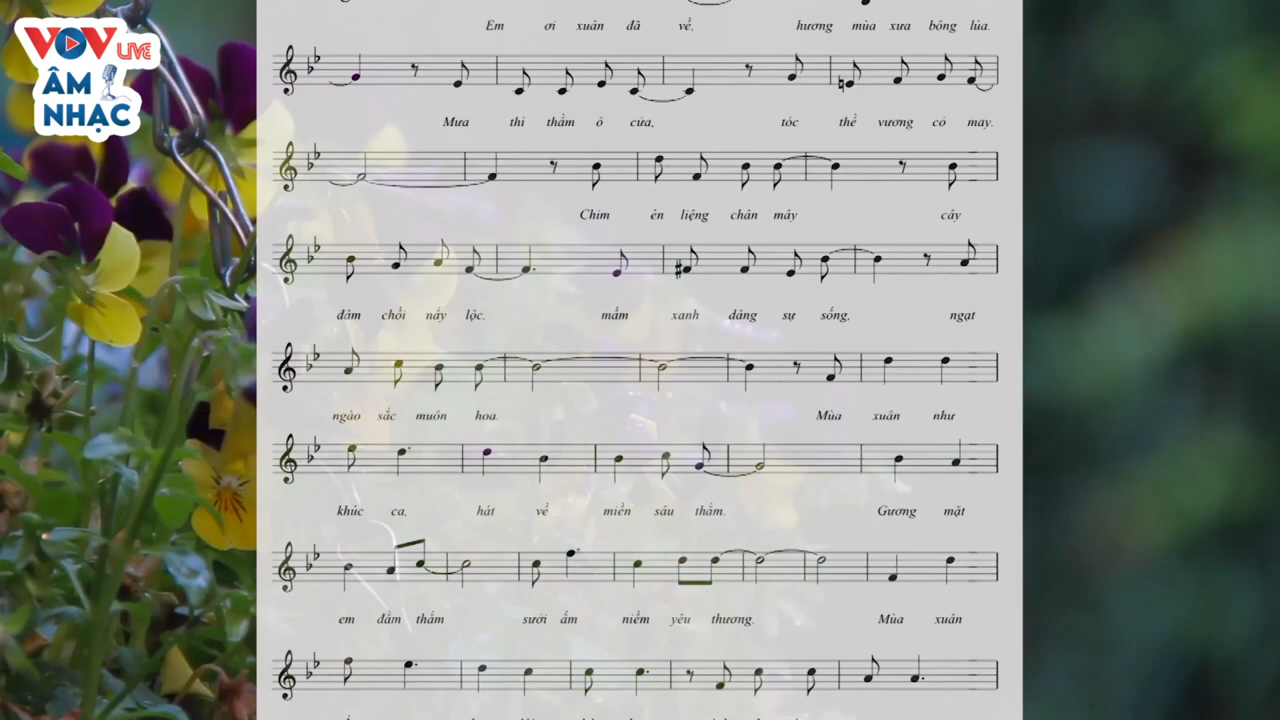 VOV LIVE
ÂM
NHẠC
Em ơi xuân đã về, hương mùa xưa bông lúa.
Mưa thì thầm ô cửa, tóc thề vương cỏ may.
Chim én liệng chân mây cây
đâm chồi nẩy lộc. mầm xanh dâng sự sống, ngạt
ngào sắc muôn hoa. Mùa xuân như
khúc ca, hát về miền sâu thẳm. Gương mặt
em đằm thắm sưởi ấm niềm yêu thương. Mùa xuân